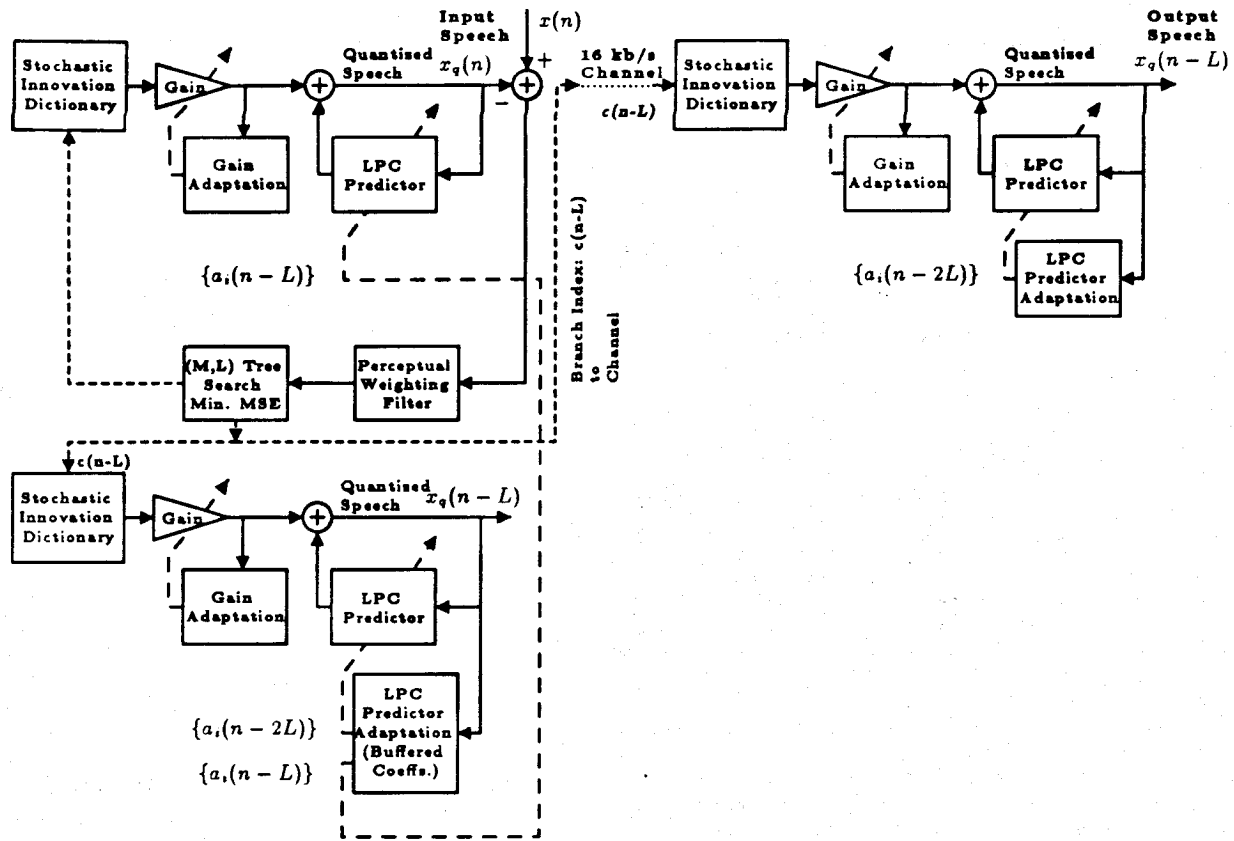 Input
Speech
x(n)
Stochastic
Innovation
Dictionary
Gain
+
Quantised
Speech
x_q(n)
+
−
+
Gain
Adaptation
LPC
Predictor
{a_i(n − L)}
(M,L) Tree
Search
Min. MSE
Perceptual
Weighting
Filter
16 kb/s
Channel
c(n-L)
Branch Index: c(n-L)
to
Channel
Stochastic
Innovation
Dictionary
Gain
+
Quantised
Speech
Output
Speech
x_q(n − L)
Gain
Adaptation
LPC
Predictor
{a_i(n − 2L)}
LPC
Predictor
Adaptation
c(n-L)
Stochastic
Innovation
Dictionary
Gain
+
Quantised
Speech
x_q(n − L)
Gain
Adaptation
LPC
Predictor
LPC
Predictor
Adaptation
(Buffered
Coeffs.)
{a_i(n − 2L)}
{a_i(n − L)}